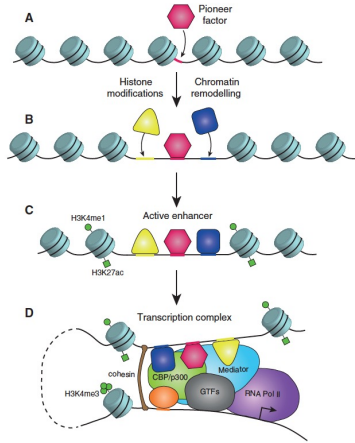 A
Pioneer
factor
Histone
modifications
Chromatin
remodelling
B
C
H3K4me1
Active enhancer
H3K27ac
D
Transcription complex
cohesin
CBP/p300
Mediator
H3K4me3
GTFs
RNA Pol II